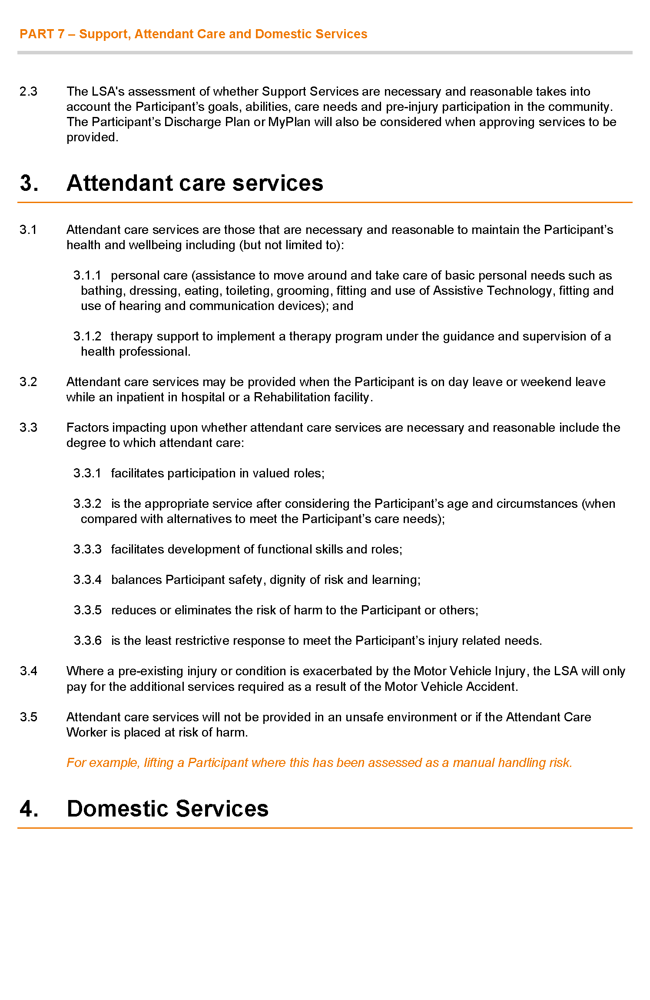 PART 7 – Support, Attendant Care and Domestic Services
2.3 The LSA's assessment of whether Support Services are necessary and reasonable takes into
account the Participant’s goals, abilities, care needs and pre-injury participation in the community.
The Participant’s Discharge Plan or MyPlan will also be considered when approving services to be
provided.
3. Attendant care services
3.1 Attendant care services are those that are necessary and reasonable to maintain the Participant’s
health and wellbeing including (but not limited to):
3.1.1 personal care (assistance to move around and take care of basic personal needs such as
bathing, dressing, eating, toileting, grooming, fitting and use of Assistive Technology, fitting and
use of hearing and communication devices); and
3.1.2 therapy support to implement a therapy program under the guidance and supervision of a
health professional.
3.2 Attendant care services may be provided when the Participant is on day leave or weekend leave
while an inpatient in hospital or a Rehabilitation facility.
3.3 Factors impacting upon whether attendant care services are necessary and reasonable include the
degree to which attendant care:
3.3.1 facilitates participation in valued roles;
3.3.2 is the appropriate service after considering the Participant’s age and circumstances (when
compared with alternatives to meet the Participant’s care needs);
3.3.3 facilitates development of functional skills and roles;
3.3.4 balances Participant safety, dignity of risk and learning;
3.3.5 reduces or eliminates the risk of harm to the Participant or others;
3.3.6 is the least restrictive response to meet the Participant’s injury related needs.
3.4 Where a pre-existing injury or condition is exacerbated by the Motor Vehicle Injury, the LSA will only
pay for the additional services required as a result of the Motor Vehicle Accident.
3.5 Attendant care services will not be provided in an unsafe environment or if the Attendant Care
Worker is placed at risk of harm.
For example, lifting a Participant where this has been assessed as a manual handling risk.
4. Domestic Services